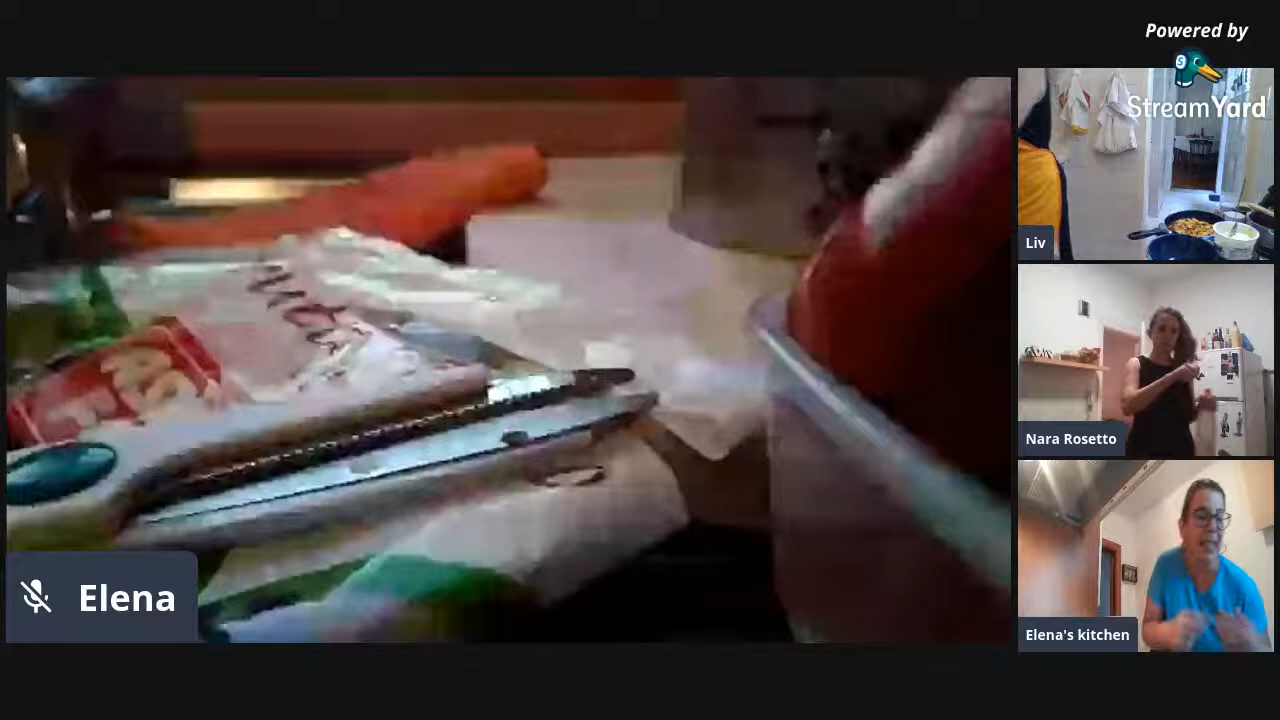 Powered by
StreamYard
Liv
Nara Rosetto
Elena
Elena's kitchen